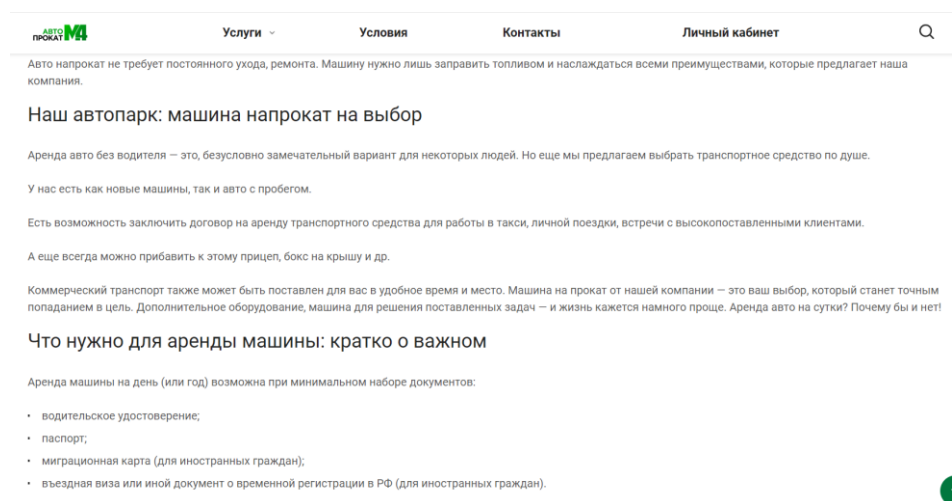 АВТО
ПРОКАТ М4
Услуги
Условия
Контакты
Личный кабинет
Авто напрокат не требует постоянного ухода, ремонта. Машину нужно лишь заправить топливом и наслаждаться всеми преимуществами, которые предлагает наша
компания.
Наш автопарк: машина напрокат на выбор
Аренда авто без водителя — это, безусловно замечательный вариант для некоторых людей. Но еще мы предлагаем выбрать транспортное средство по душе.
У нас есть как новые машины, так и авто с пробегом.
Есть возможность заключить договор на аренду транспортного средства для работы в такси, личной поездки, встречи с высокопоставленными клиентами.
А еще всегда можно прибавить к этому прицеп, бокс на крышу и др.
Коммерческий транспорт также может быть поставлен для вас в удобное время и место. Машина на прокат от нашей компании — это ваш выбор, который станет точным
попаданием в цель. Дополнительное оборудование, машина для решения поставленных задач — и жизнь кажется намного проще. Аренда авто на сутки? Почему бы и нет!
Что нужно для аренды машины: кратко о важном
Аренда машины на день (или год) возможна при минимальном наборе документов:
• водительское удостоверение;
• паспорт;
• миграционная карта (для иностранных граждан);
• въездная виза или иной документ о временной регистрации в РФ (для иностранных граждан).